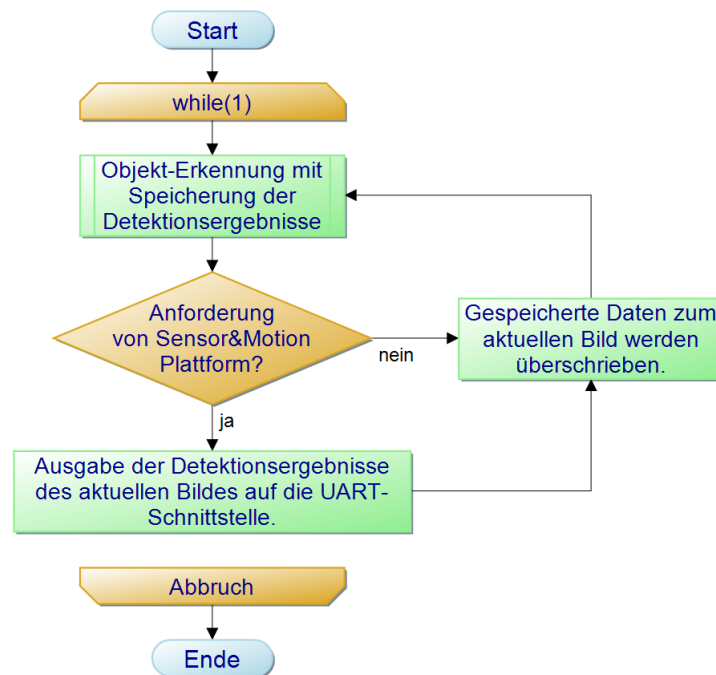 Start
while(1)
Objekt-Erkennung mit
Speicherung der
Detektionsergebnisse
Anforderung
von Sensor&Motion
Plattform?
nein
Gespeicherte Daten zum
aktuellen Bild werden
überschrieben.
ja
Ausgabe der Detektionsergebnisse
des aktuellen Bildes auf die UART-
Schnittstelle.
Abbruch
Ende